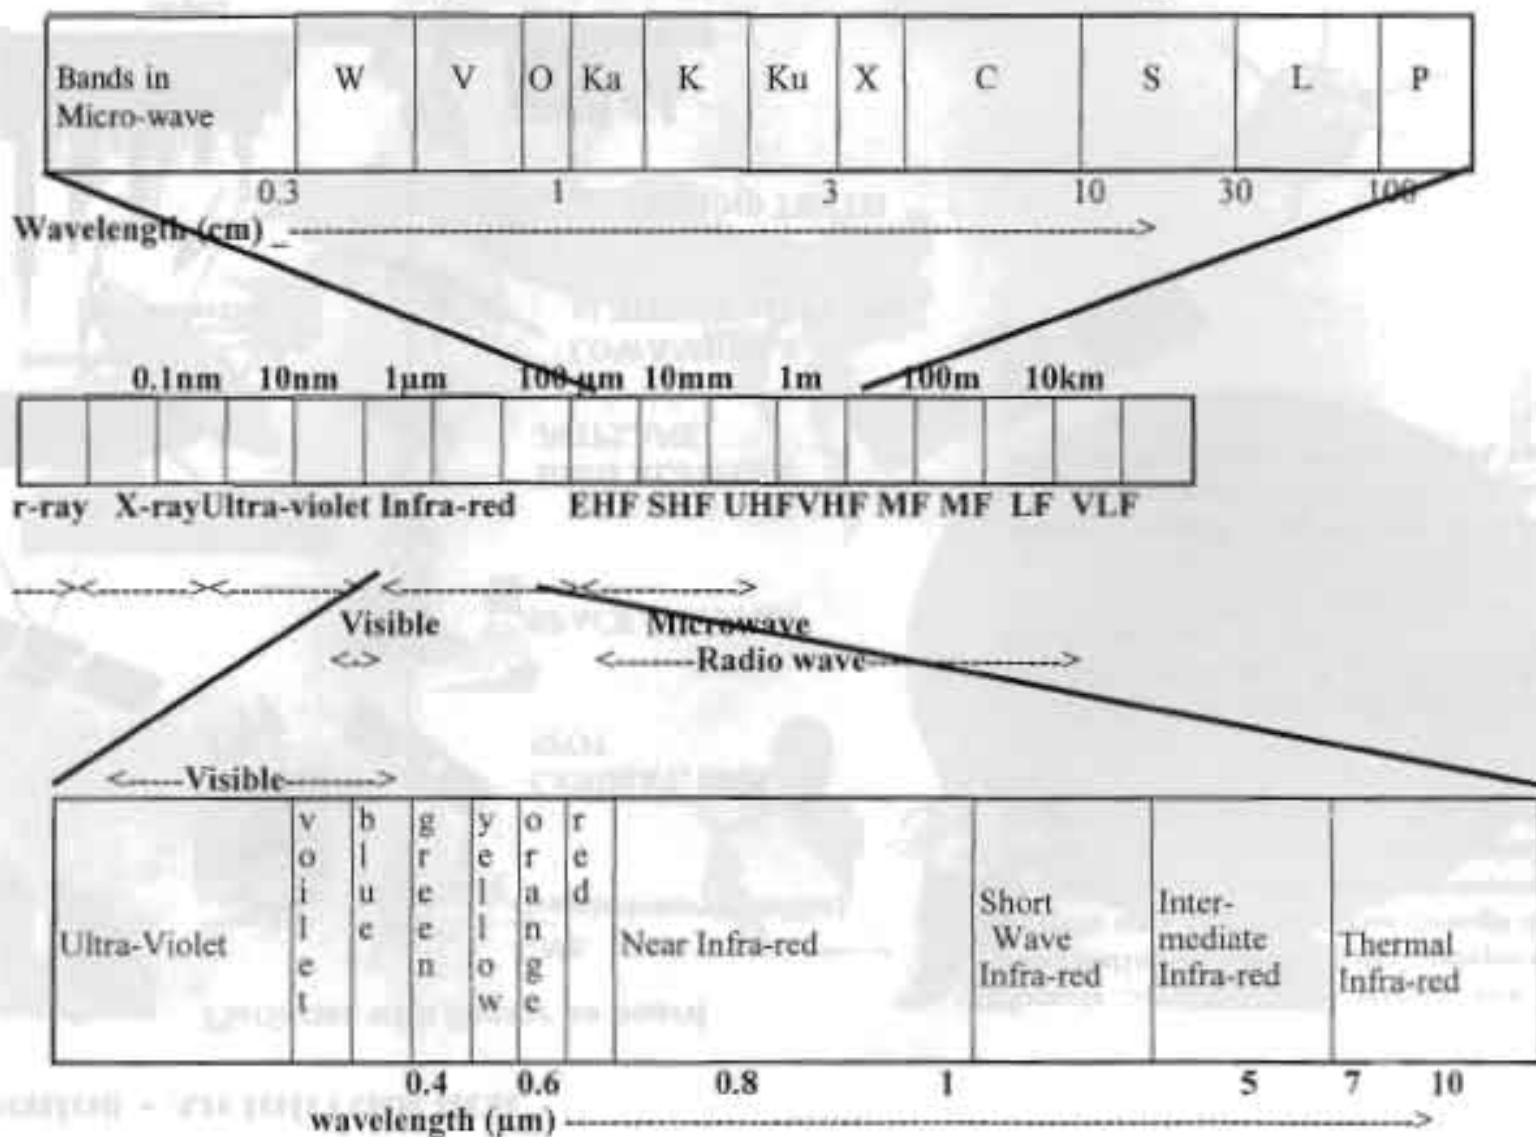 Bands in
Micro-wave
W V O Ka K Ku X C S L P
0.3 1 3 10 30 100
Wavelength (cm)
0.1nm 10nm 1µm 100 µm 10mm 1m 100m 10km
r-ray X-ray Ultra-violet Infra-red EHF SHF UHF VHF MF MF LF VLF
Visible Microwave
Radio wave
Visible
Ultra-Violet
voilet
blue
green
yellow
orange
red
Near Infra-red
Short
Wave
Infra-red
Inter-
mediate
Infra-red
Thermal
Infra-red
0.4 0.6 0.8 1 5 7 10
wavelength (µm)